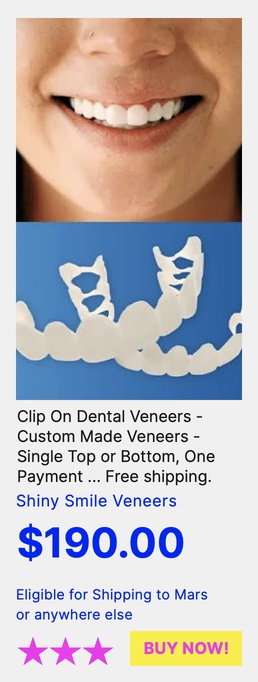 Clip On Dental Veneers -
Custom Made Veneers -
Single Top or Bottom, One
Payment ... Free shipping.
Shiny Smile Veneers
$190.00
Eligible for Shipping to Mars
or anywhere else
BUY NOW!